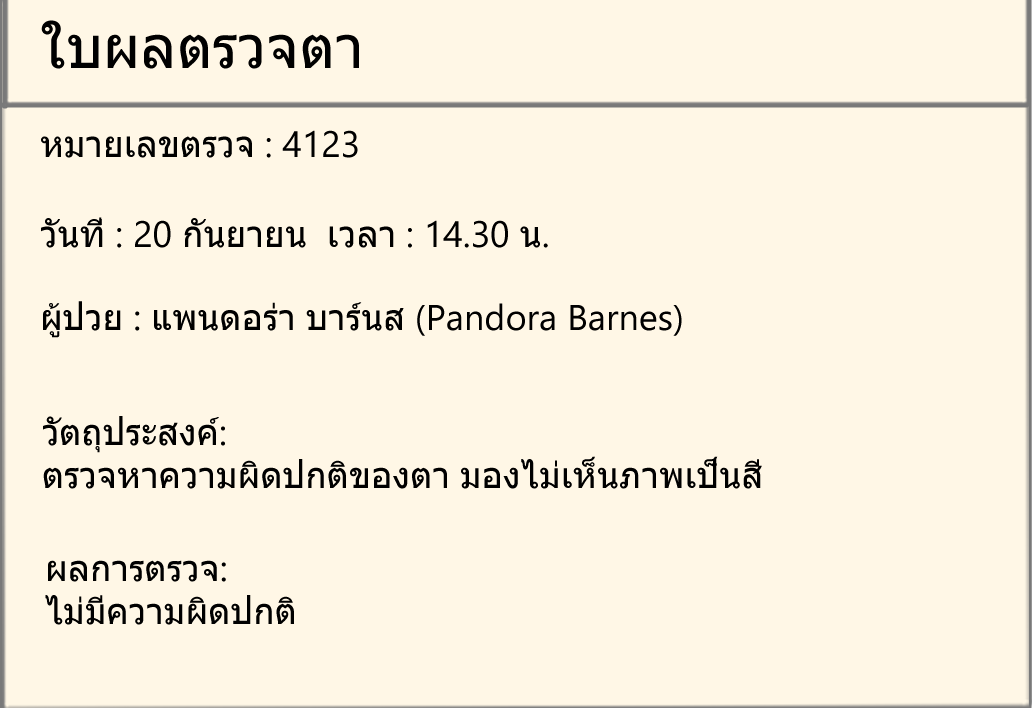 ใบผลตรวจตา
หมายเลขตรวจ : 4123
วันที่ : 20 กันยายน เวลา : 14.30 น.
ผู้ป่วย : แพนดอร่า บาร์นส (Pandora Barnes)
วัตถุประสงค์:
ตรวจหาความผิดปกติของตา มองไม่เห็นภาพเป็นสี
ผลการตรวจ:
ไม่มีความผิดปกติ